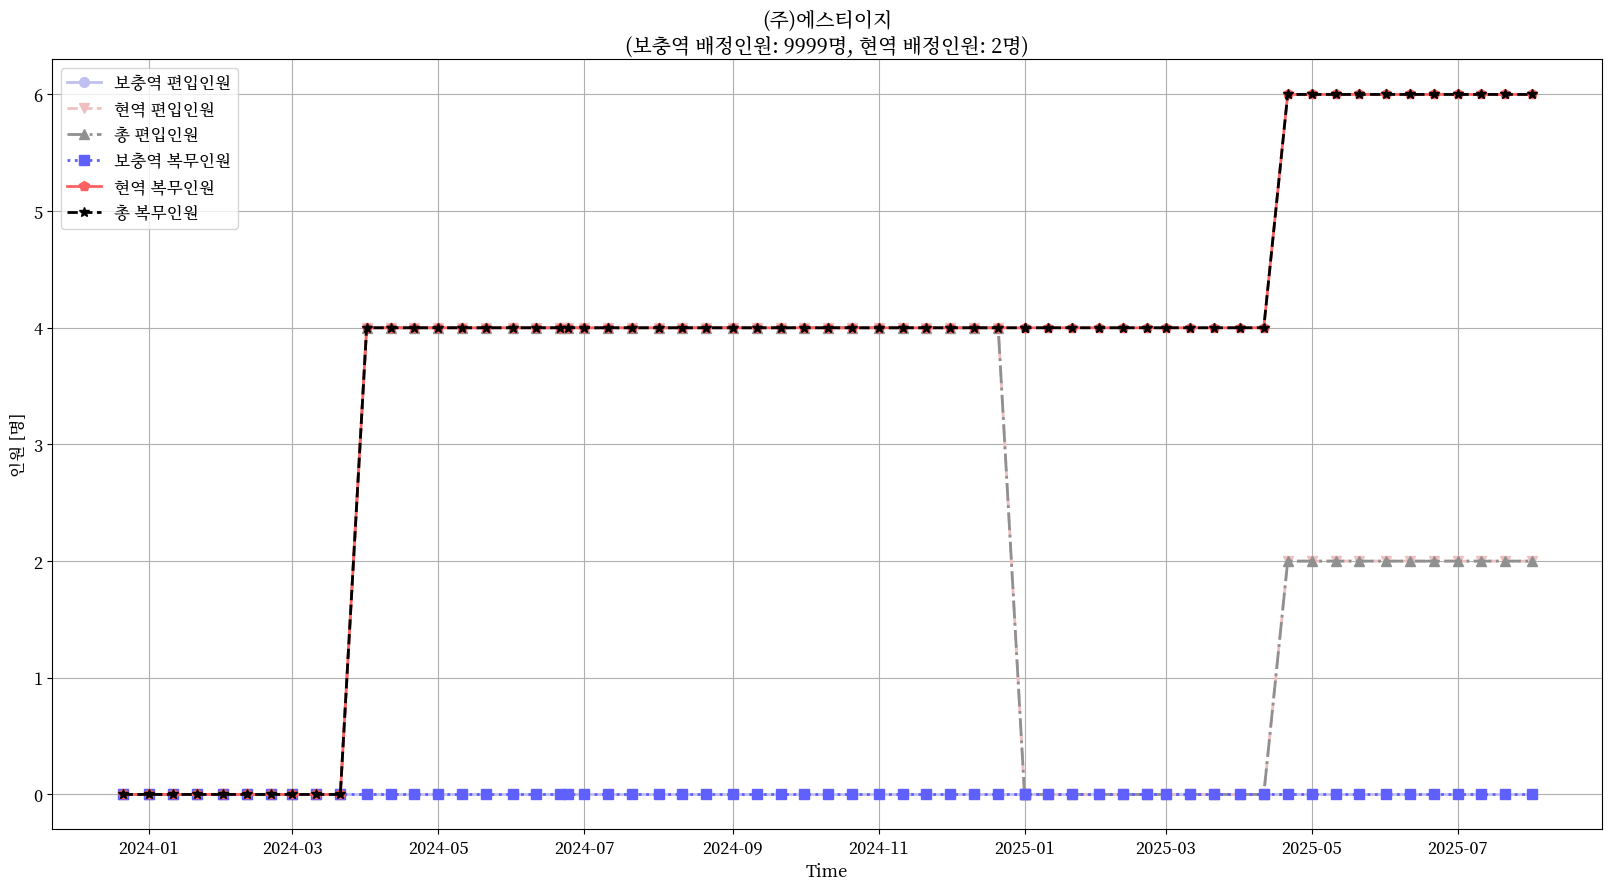 (주)에스티이지
(보충역 배정인원: 9999명, 현역 배정인원: 2명)
보충역 편입인원
현역 편입인원
총 편입인원
보충역 복무인원
현역 복무인원
총 복무인원
인원 [명]
6
5
4
3
2
1
0
2024-01 2024-03 2024-05 2024-07 2024-09 2024-11 2025-01 2025-03 2025-05 2025-07
Time